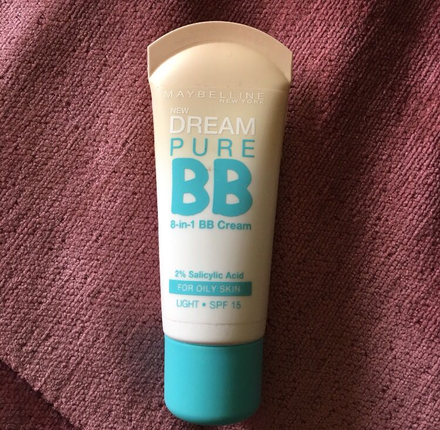 MAYBELLINE
NEW YORK
NEW
DREAM
PURE
BB
8-in-1 BB Cream
2% Salicylic Acid
FOR OILY SKIN
LIGHT • SPF 15